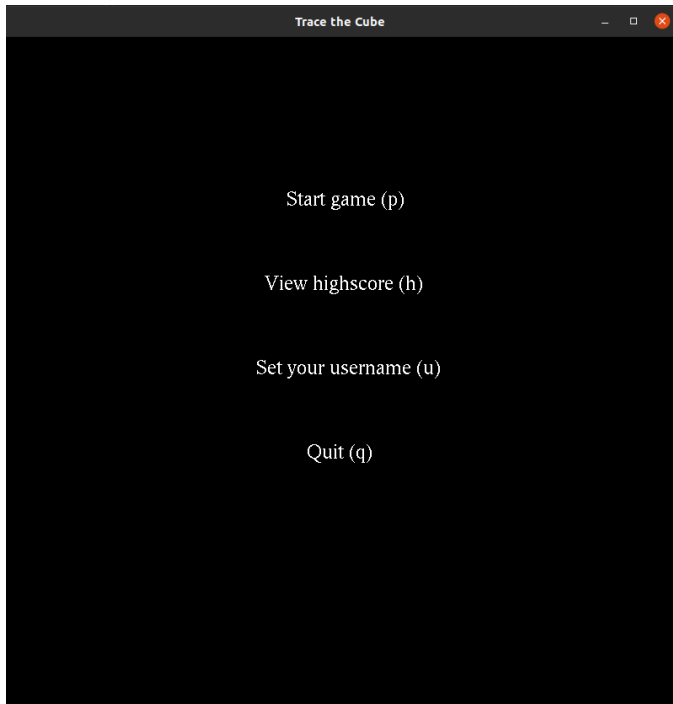 Trace the Cube
Start game (p)
View highscore (h)
Set your username (u)
Quit (q)